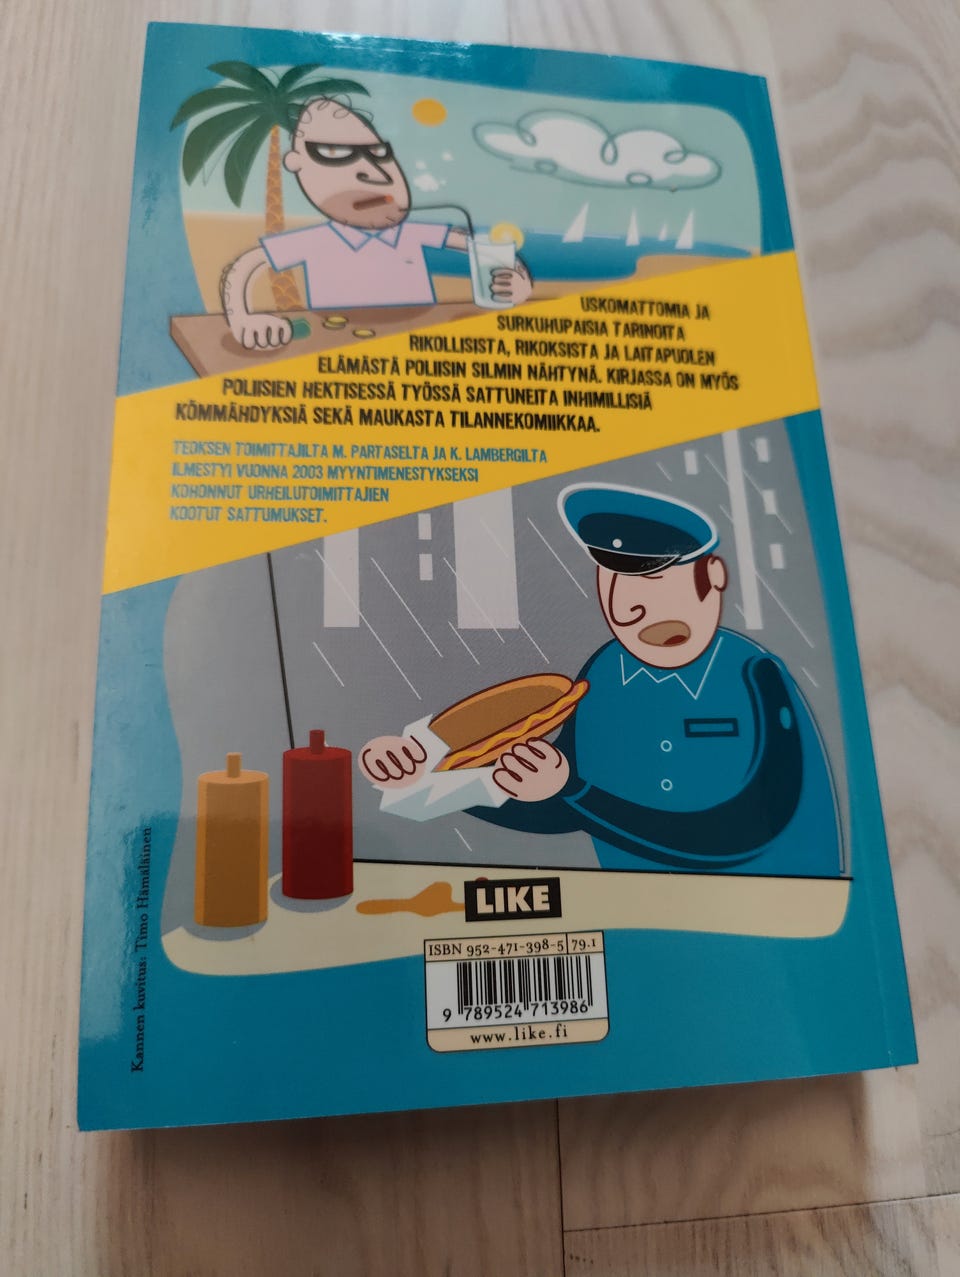 USKOMATTOMIA JA
SURKUHUPAISIA TARINOITA
RIKOLLISISTA, RIKOKSISTA JA LAITAPUOLEN
ELÄMÄSTÄ POLIISIN SILMIN NÄHTYNÄ. KIRJASSA ON MYÖS
POLIISIEN HEKTISESSÄ TYÖSSÄ SATTUNEITA INHIMILLISIÄ
KÖMMÄHDYKSIÄ SEKÄ MAUKASTA TILANNEKOMIIKKAA.
TEOKSEN TOIMITTAJILTA M. PARTASELTA JA K. LAMBERGILTA
ILMESTYI VUONNA 2003 MYYNTIMENESTYKSEKSI
KOHONNUT URHEILUTOIMITTAJIEN
KOOTUT SATTUMUKSET.
Kannen kuvitus: Timo Hämäläinen
LIKE
ISBN 952-471-398-5 79.1
9 789524 713986
www.like.fi